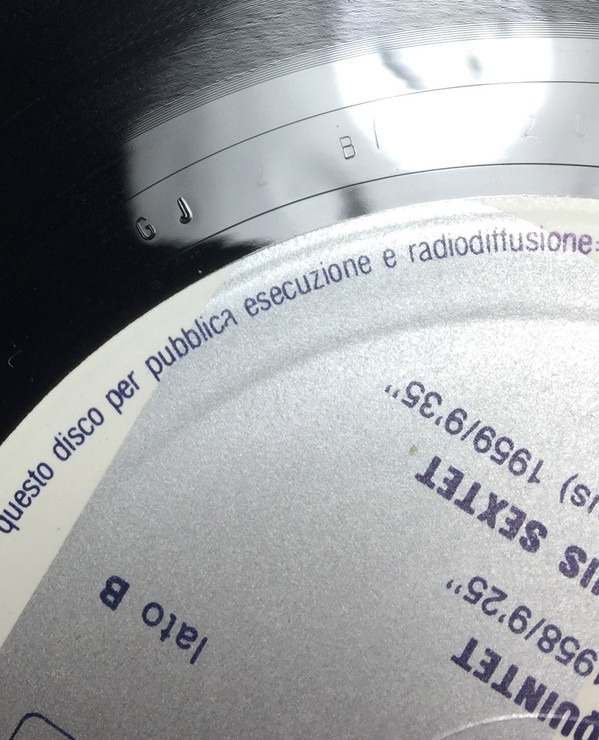 G J B
questo disco per pubblica esecuzione e radiodiffusione
lato B
QUINTET
1958/9'25"
SEXTET
1959/9'35"